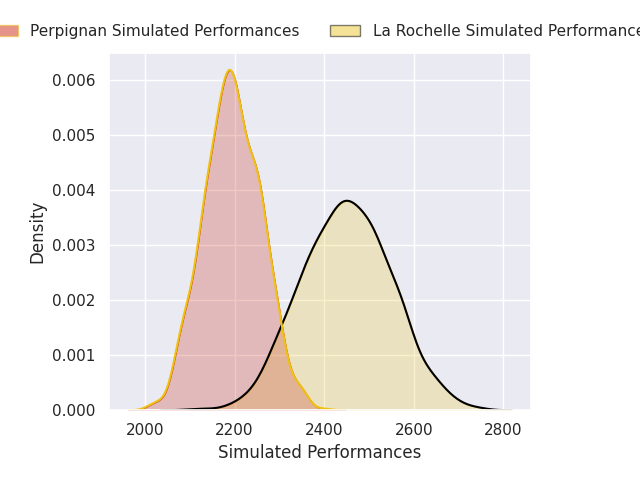 Perpignan Simulated Performances La Rochelle Simulated Performance
0.006
0.005
0.004
0.003
0.002
0.001
0.000
Density
2000 2200 2400 2600 2800
Simulated Performances